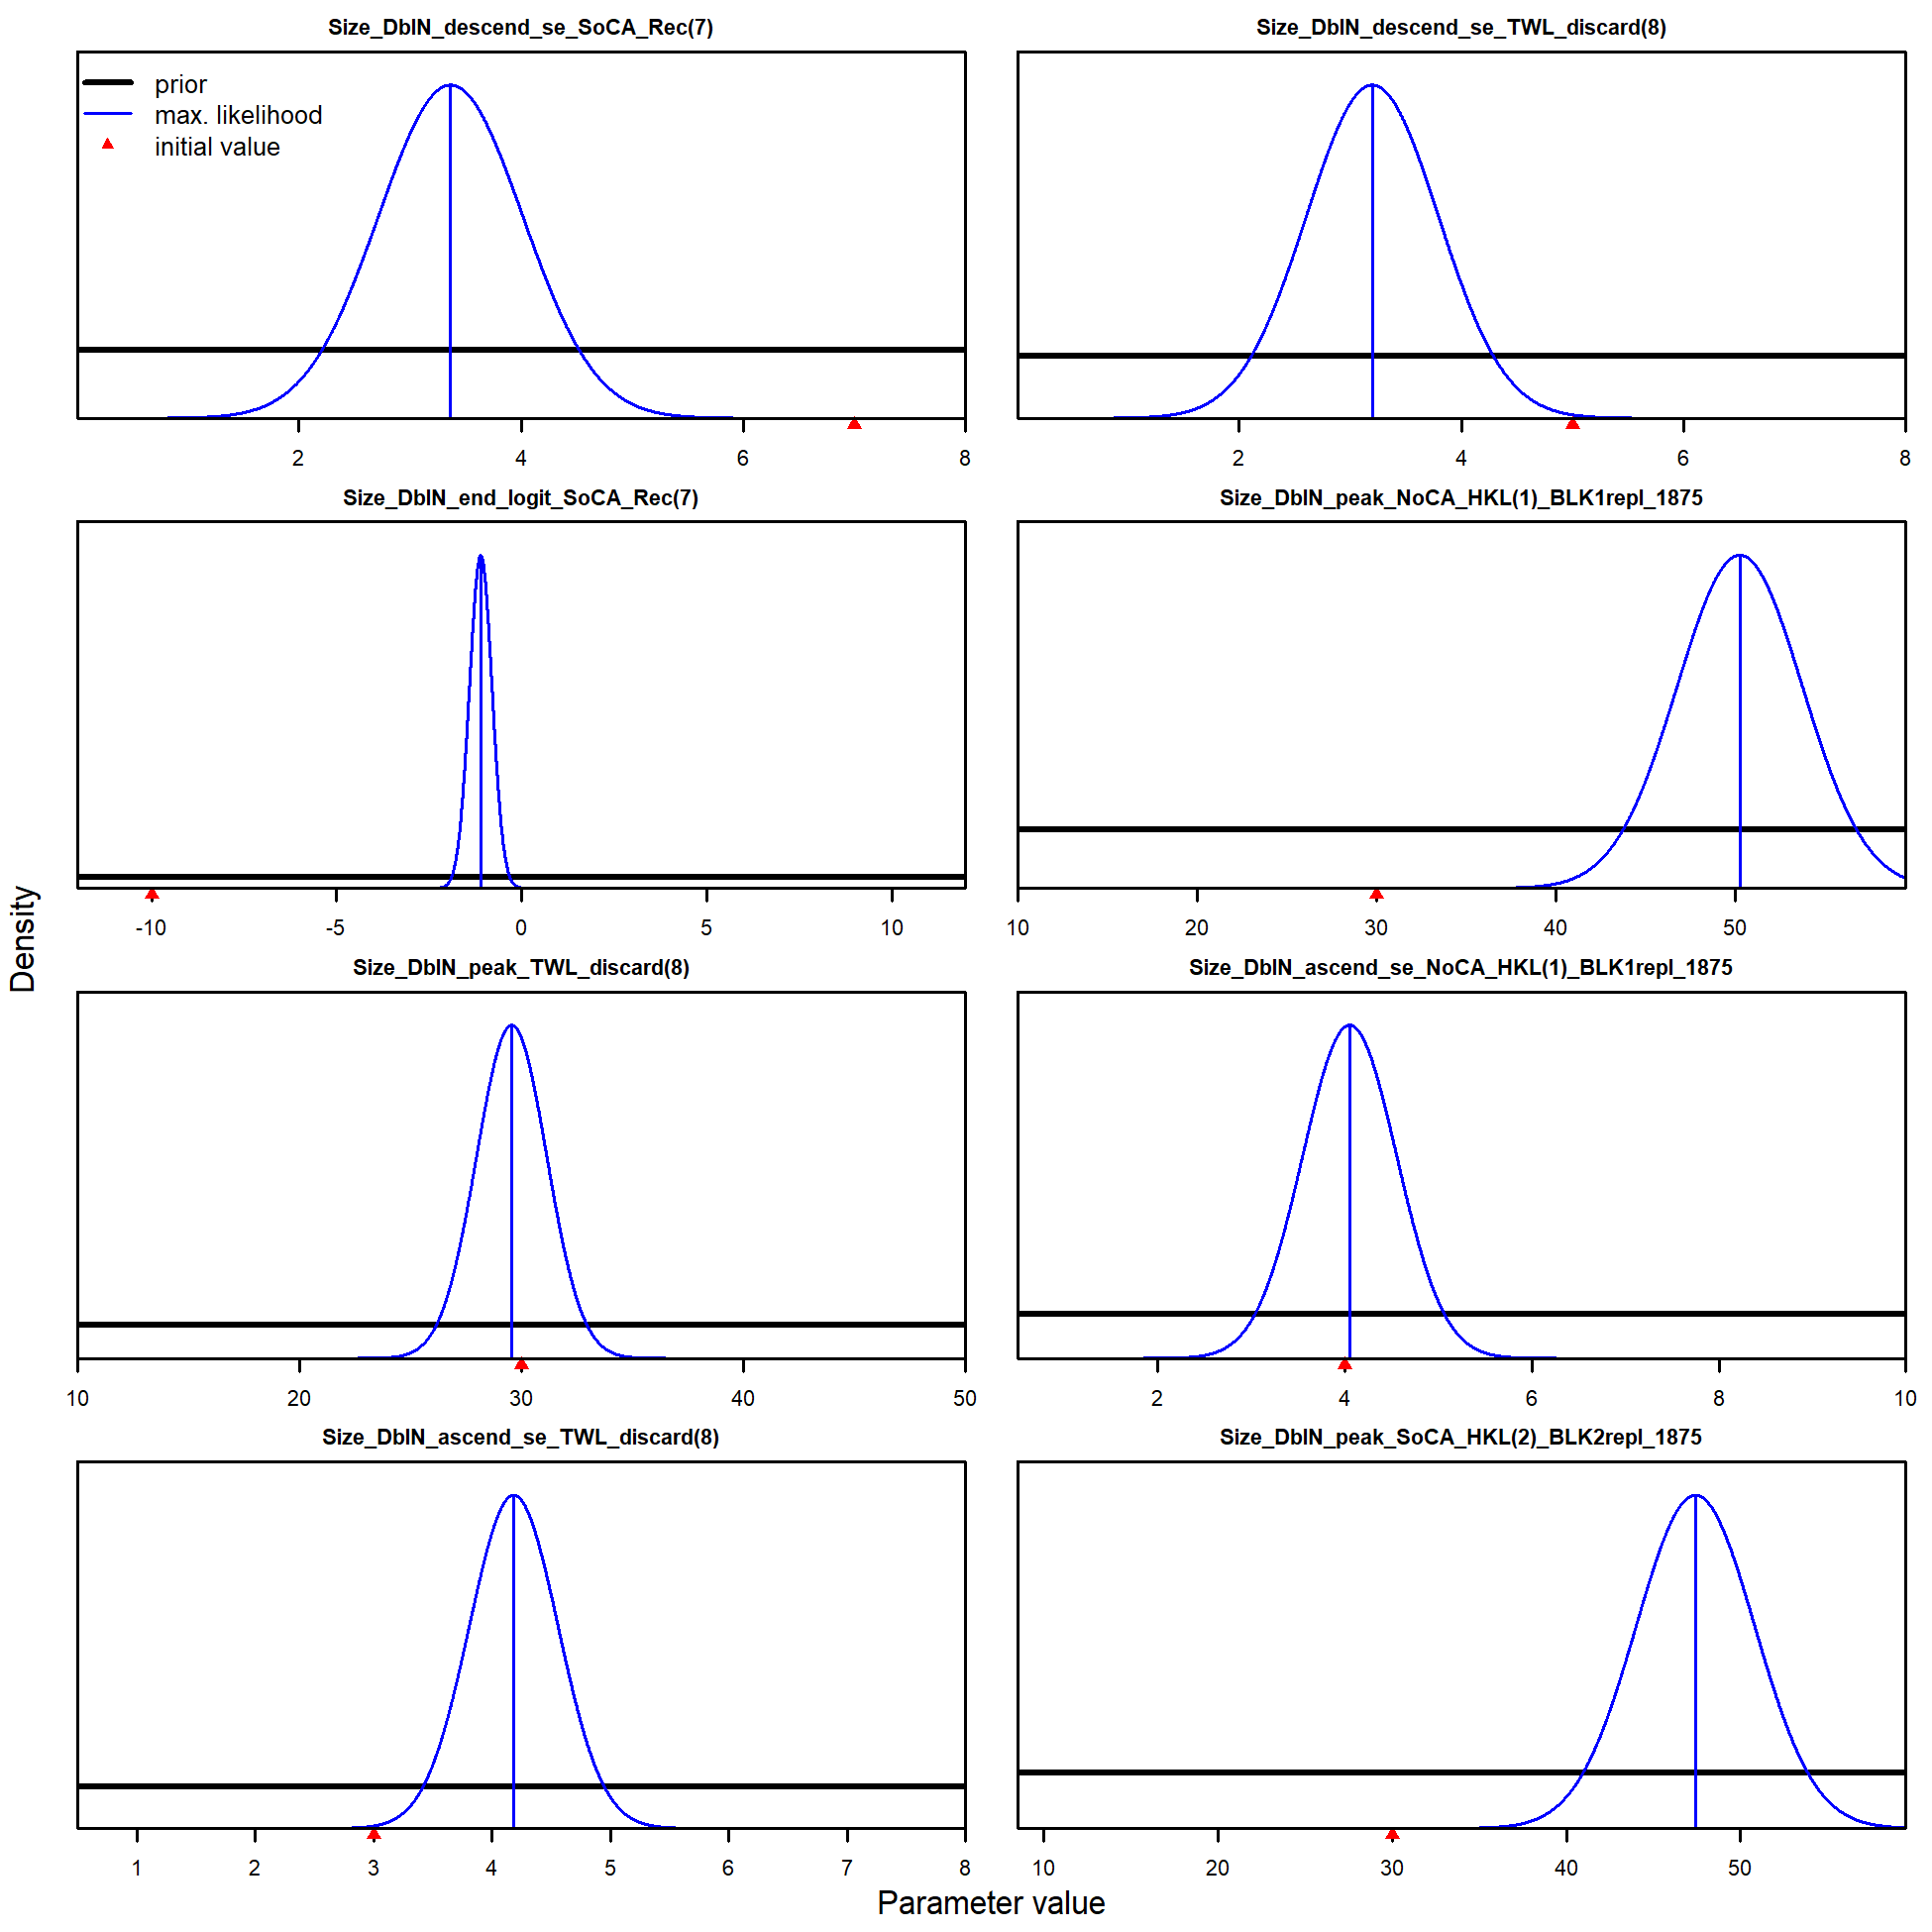 Size_DblN_descend_se_SoCA_Rec(7)
prior
max. likelihood
initial value
2 4 6 8
Size_DblN_descend_se_TWL_discard(8)
2 4 6 8
Size_DblN_end_logit_SoCA_Rec(7)
-10 -5 0 5 10
Size_DblN_peak_NoCA_HKL(1)_BLK1repl_1875
10 20 30 40 50
Size_DblN_peak_TWL_discard(8)
10 20 30 40 50
Size_DblN_ascend_se_NoCA_HKL(1)_BLK1repl_1875
2 4 6 8 10
Size_DblN_ascend_se_TWL_discard(8)
1 2 3 4 5 6 7 8
Size_DblN_peak_SoCA_HKL(2)_BLK2repl_1875
10 20 30 40 50
Density
Parameter value